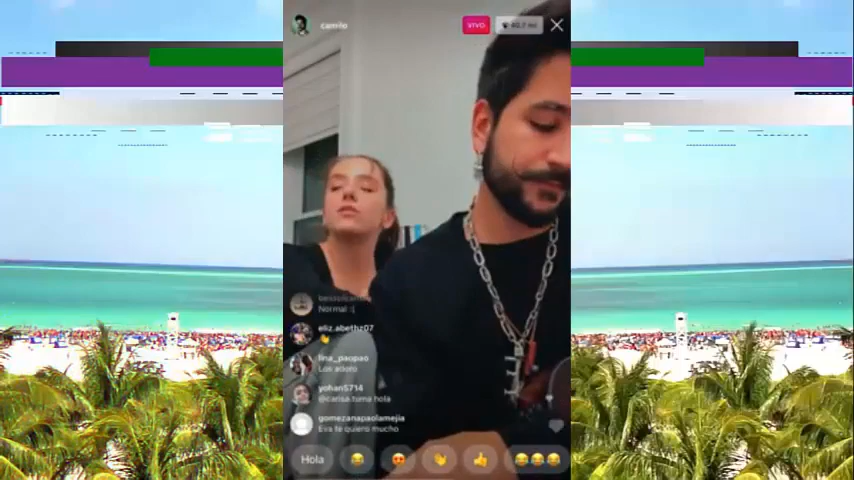 camilo
VIVO
Normal :(
eliz.abethz07
lina_paopao
Los adoro
yohan5714
@carisa.tuma hola
gomezanapaolamejia
Eva te quiero mucho
Hola